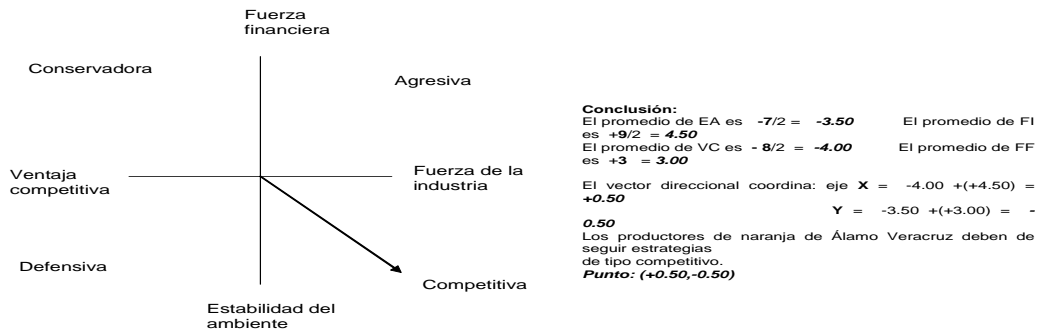 Fuerza
financiera
Conservadora
Agresiva
Ventaja
competitiva
Fuerza de la
industria
Defensiva
Competitiva
Estabilidad del
ambiente
Conclusión:
El promedio de EA es -7/2 = -3.50 El promedio de FI
es +9/2 = 4.50
El promedio de VC es - 8/2 = -4.00 El promedio de FF
es +3 = 3.00
El vector direccional coordina: eje X = -4.00 +(+4.50) =
+0.50
Y = -3.50 +(+3.00) = -
0.50
Los productores de naranja de Álamo Veracruz deben de
seguir estrategias
de tipo competitivo.
Punto: (+0.50,-0.50)